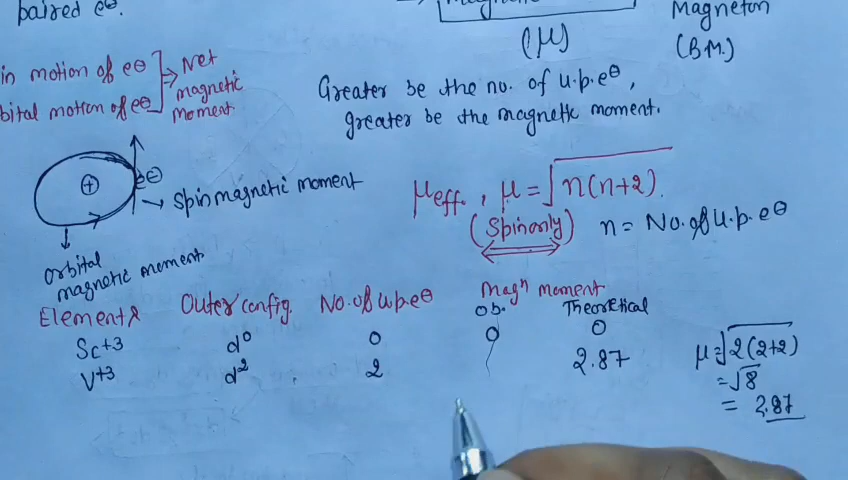 paired e⊖.
Magneton
(μ)
(B.M.)
in motion of e⊖
bital motion of e⊖
→ Net magnetic moment
Greater be the no. of u.p.e⊖,
greater be the magnetic moment.
⊕
e⊖
→ Spin magnetic moment
orbital
magnetic moment
μeff., μ = √n(n+2).
(Spin only) n = No. of u.p.e⊖
Element& Outer config. No. of u.p.e⊖ Magⁿ moment
ob. Theoretical
Sc+3 d⁰ 0 0 0
V+3 d² 2 2.87
μ = √2(2+2)
= √8
= 2.87